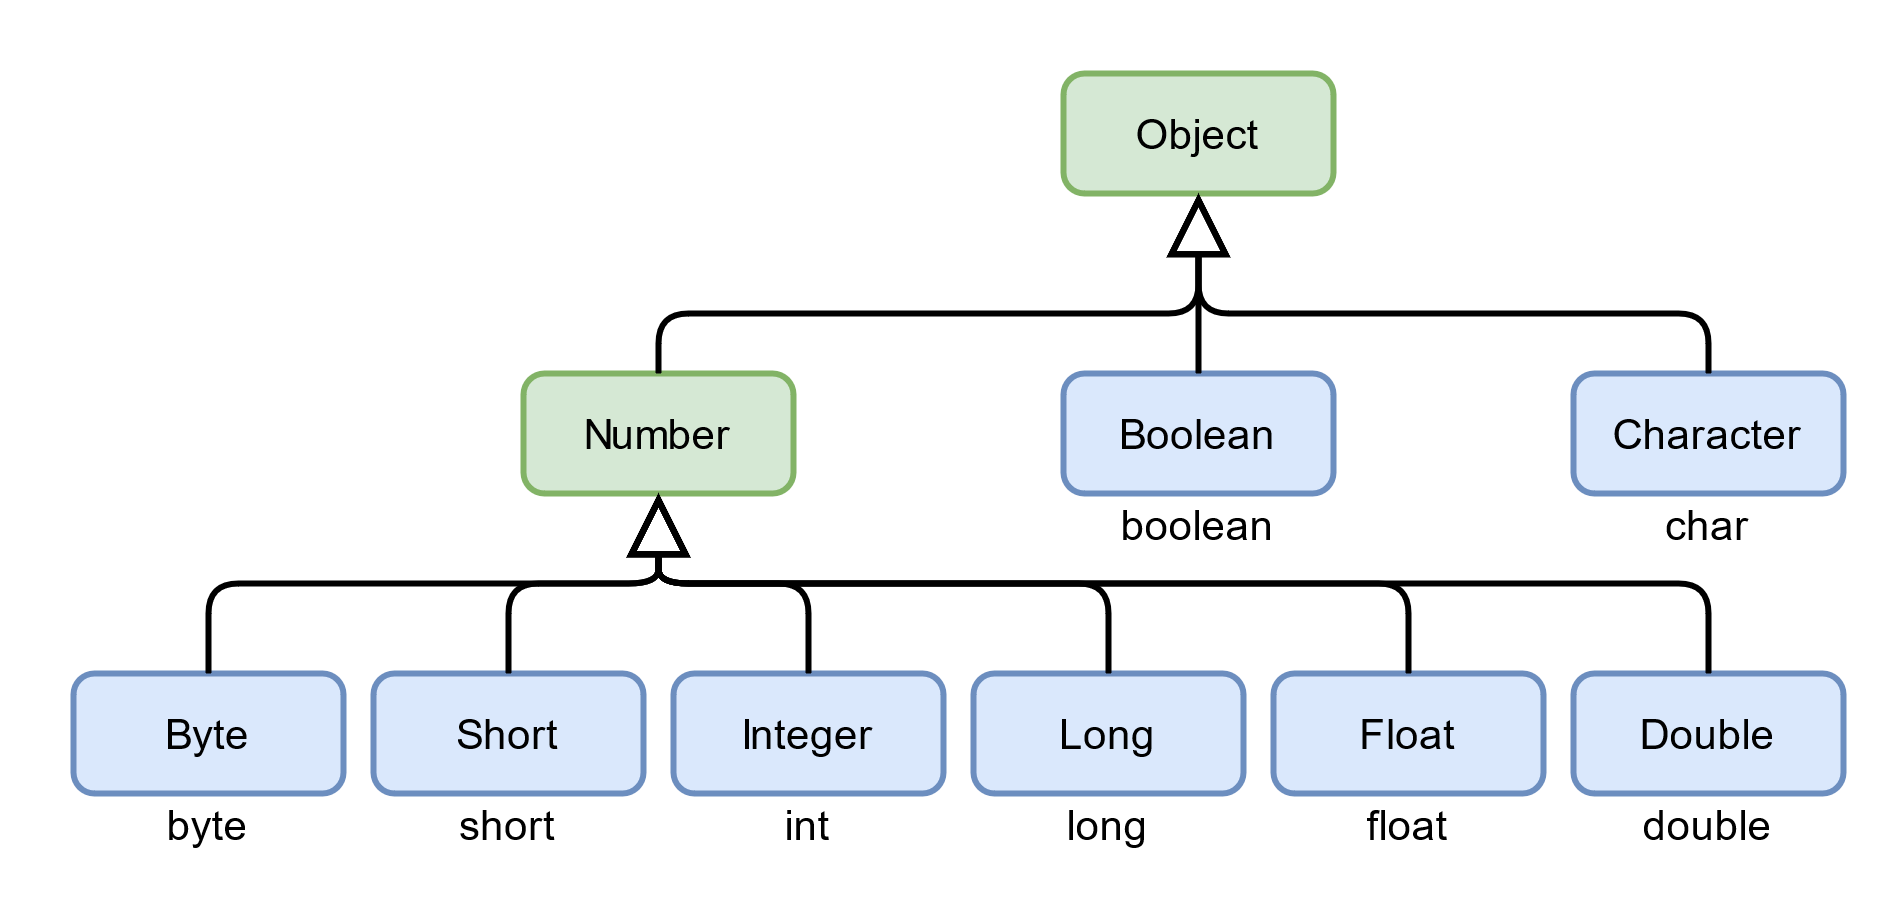 Object
Number
Boolean
Character
boolean
char
Byte
Short
Integer
Long
Float
Double
byte
short
int
long
float
double